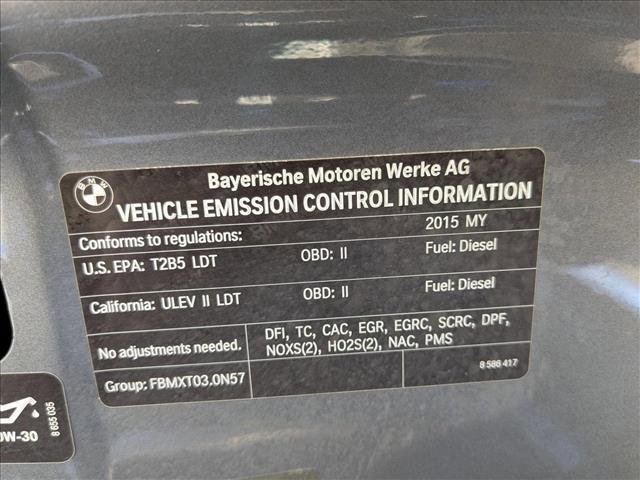 BMW
Bayerische Motoren Werke AG
VEHICLE EMISSION CONTROL INFORMATION
Conforms to regulations: 2015 MY
U.S. EPA: T2B5 LDT OBD: II Fuel: Diesel
California: ULEV II LDT OBD: II Fuel: Diesel
No adjustments needed.
DFI, TC, CAC, EGR, EGRC, SCRC, DPF,
NOXS(2), HO2S(2), NAC, PMS
Group: FBMXT03.0N57
8 586 417
W-30
8 655 035